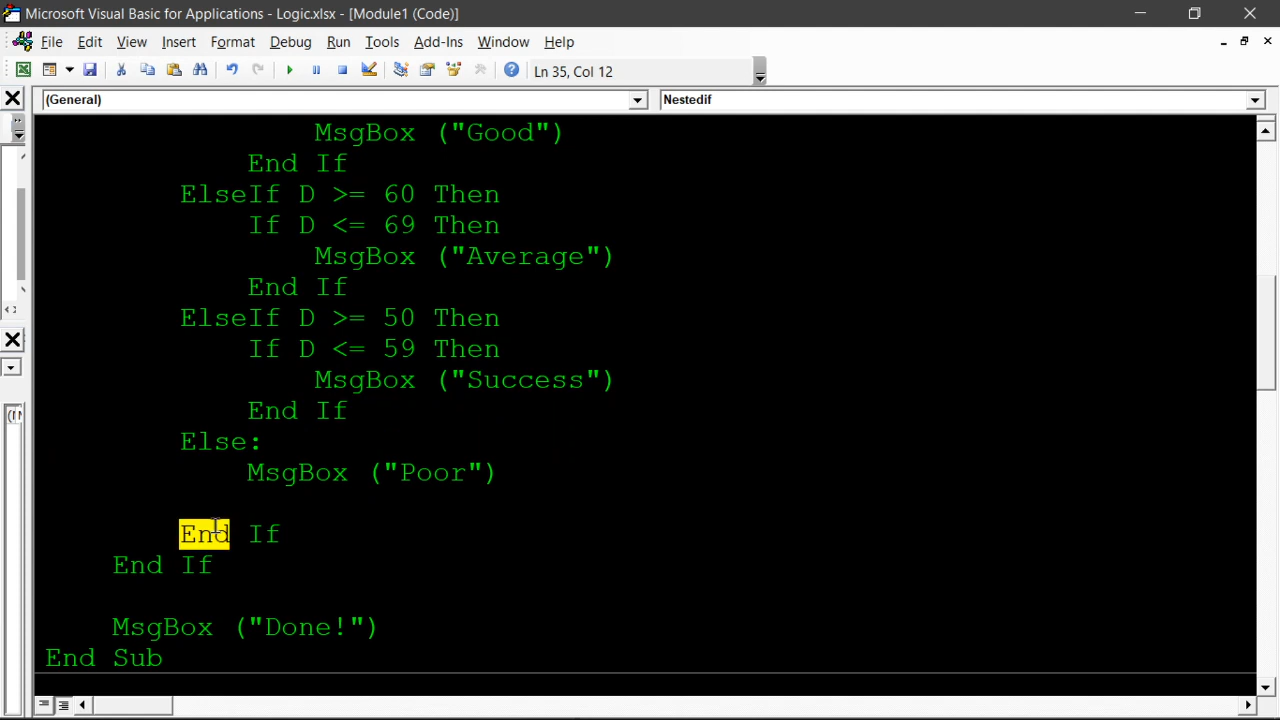 Microsoft Visual Basic for Applications - Logic.xlsx - [Module1 (Code)]
File Edit View Insert Format Debug Run Tools Add-Ins Window Help
Ln 35, Col 12
(General) Nestedif
MsgBox ("Good")
End If
ElseIf D >= 60 Then
If D <= 69 Then
MsgBox ("Average")
End If
ElseIf D >= 50 Then
If D <= 59 Then
MsgBox ("Success")
End If
Else:
MsgBox ("Poor")
End If
End If
MsgBox ("Done!")
End Sub